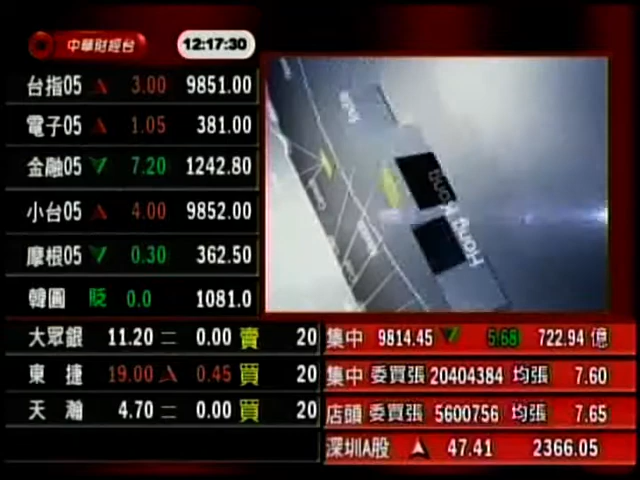 中華財經台 12:17:30
台指05 3.00 9851.00
電子05 1.05 381.00
金融05 7.20 1242.80
小台05 4.00 9852.00
摩根05 0.30 362.50
韓圓 貶 0.0 1081.0
Hong Kong
大眾銀 11.20 二 0.00 賣 20
東捷 19.00 0.45 買 20
天瀚 4.70 二 0.00 買 20
集中 9814.45 5.68 722.94 億
集中 委買張 20404384 均張 7.60
店頭 委買張 5600756 均張 7.65
深圳A股 47.41 2366.05